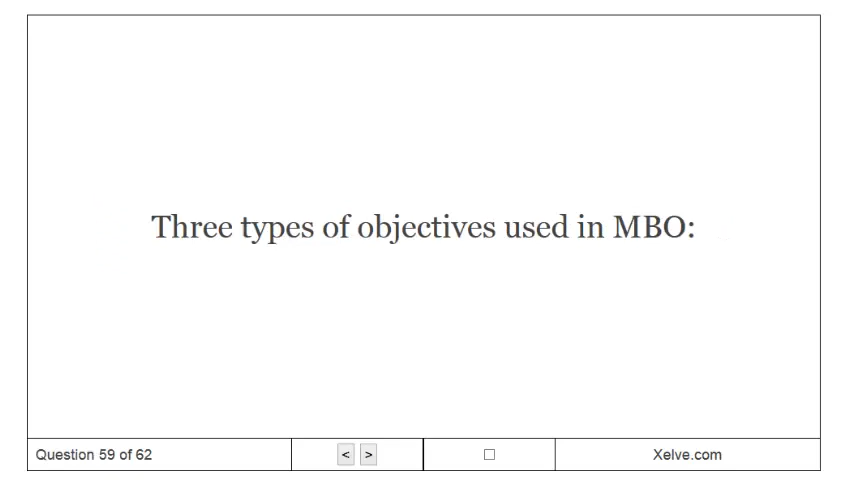 Three types of objectives used in MBO:
Question 59 of 62
< >
Xelve.com